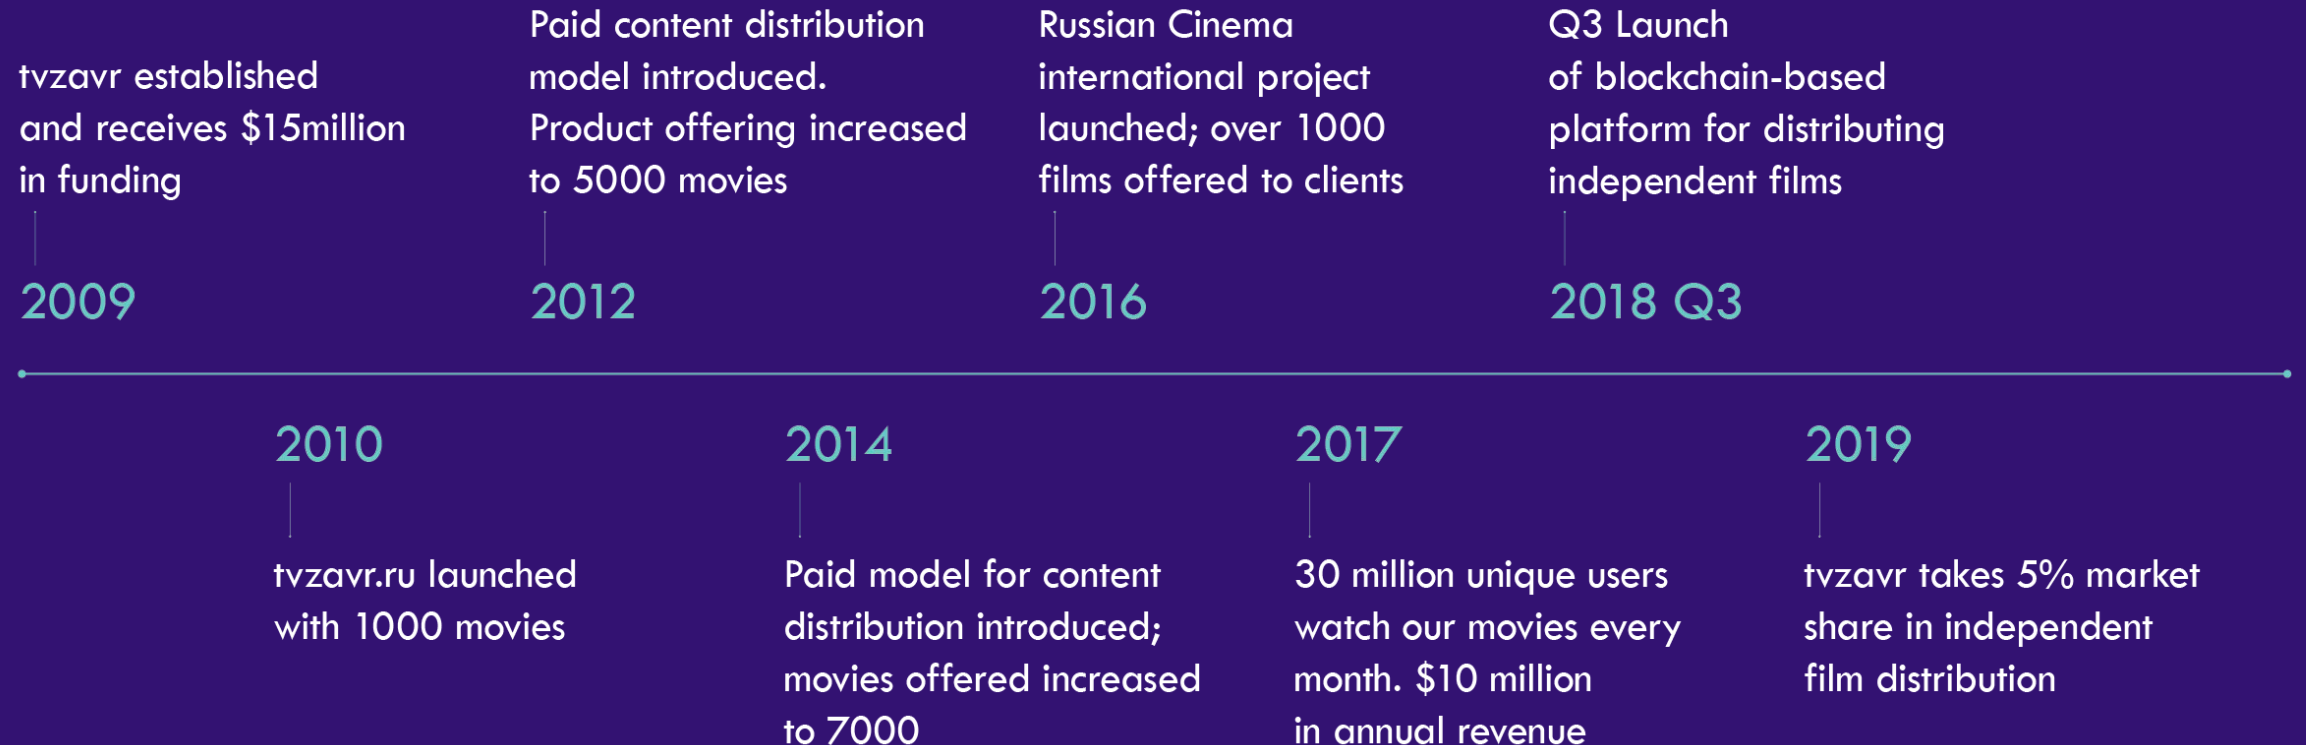 tvzavr established
and receives $15million
in funding
2009
Paid content distribution
model introduced.
Product offering increased
to 5000 movies
2012
Russian Cinema
international project
launched; over 1000
films offered to clients
2016
Q3 Launch
of blockchain-based
platform for distributing
independent films
2018 Q3
2010
tvzavr.ru launched
with 1000 movies
2014
Paid model for content
distribution introduced;
movies offered increased
to 7000
2017
30 million unique users
watch our movies every
month. $10 million
in annual revenue
2019
tvzavr takes 5% market
share in independent
film distribution